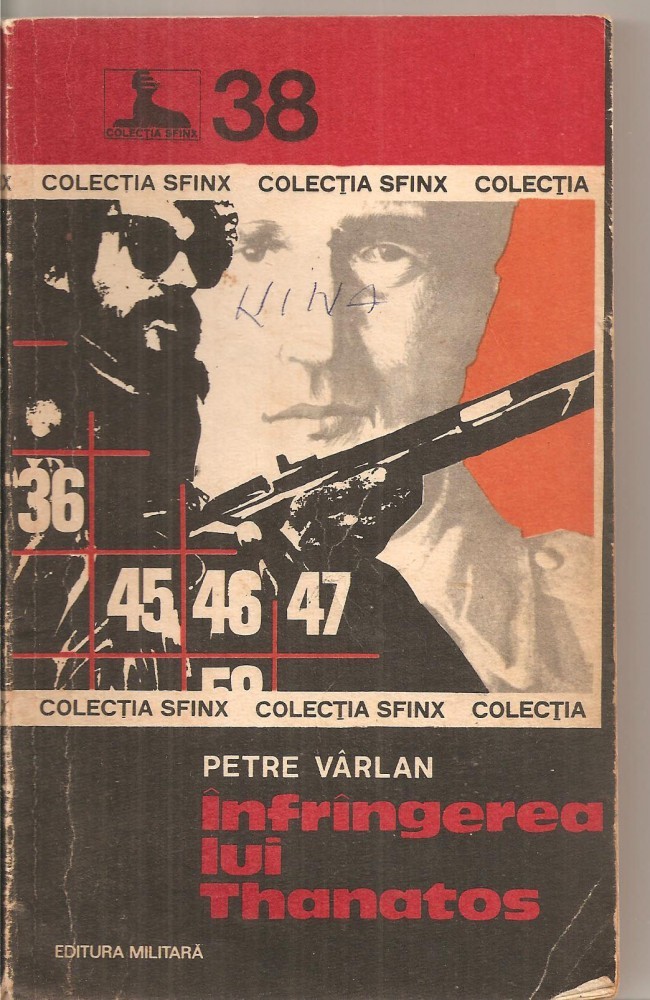 COLECȚIA SFINX
38
X COLECȚIA SFINX COLECȚIA SFINX COLECȚIA
NINA
36
45 46 47
X COLECȚIA SFINX COLECȚIA SFINX COLECȚIA
PETRE VÂRLAN
Înfrîngerea
lui
Thanatos
EDITURA MILITARĂ